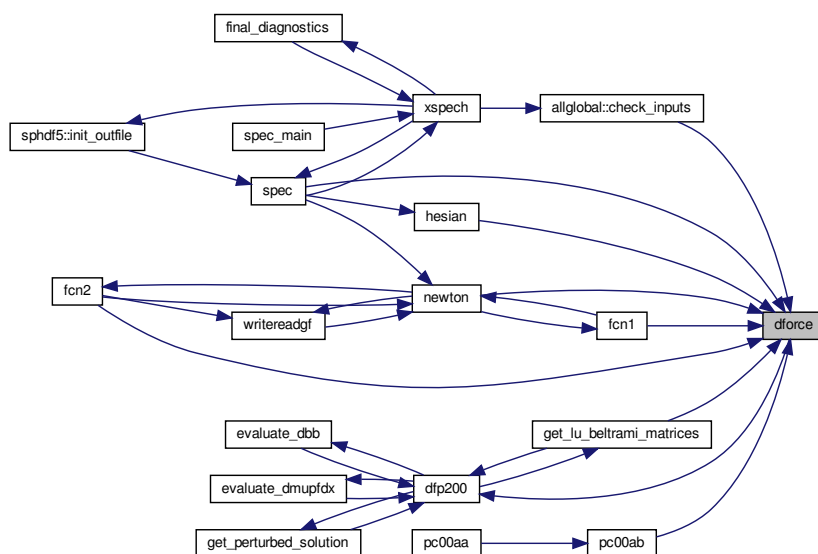 final_diagnostics
xspech
allglobal::check_inputs
sphdf5::init_outfile
spec_main
spec
hesian
fcn2
newton
writereadgf
fcn1
dforce
evaluate_dbb
get_lu_beltrami_matrices
evaluate_dmupfdx
dfp200
get_perturbed_solution
pc00aa
pc00ab